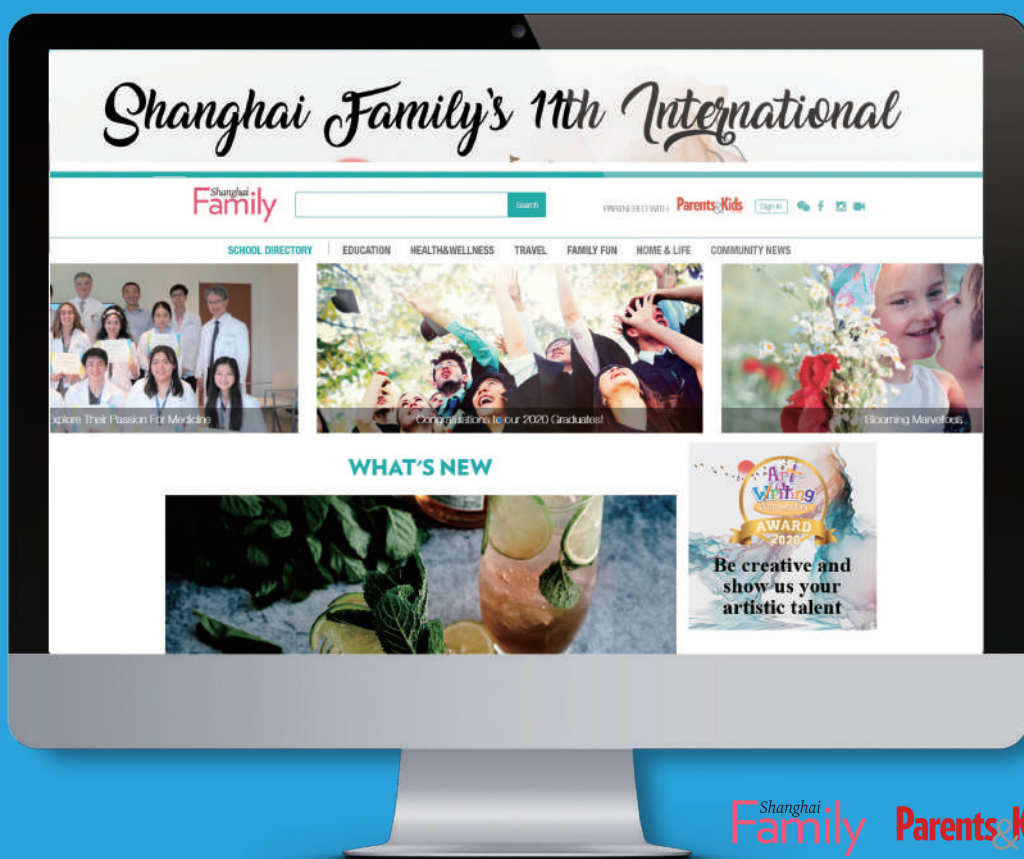 Shanghai Family's 11th International
Shanghai
Family
Search
PARTNERED WITH Parents&Kids
Sign in
SCHOOL DIRECTORY | EDUCATION HEALTH&WELLNESS TRAVEL FAMILY FUN HOME & LIFE COMMUNITY NEWS
xplore Their Passion For Medicine
Congratulations to our 2020 Graduates!
Blooming Marvellous
WHAT'S NEW
Art
Writing
AWARD
2020
Be creative and
show us your
artistic talent
Shanghai
Family
Parents&K